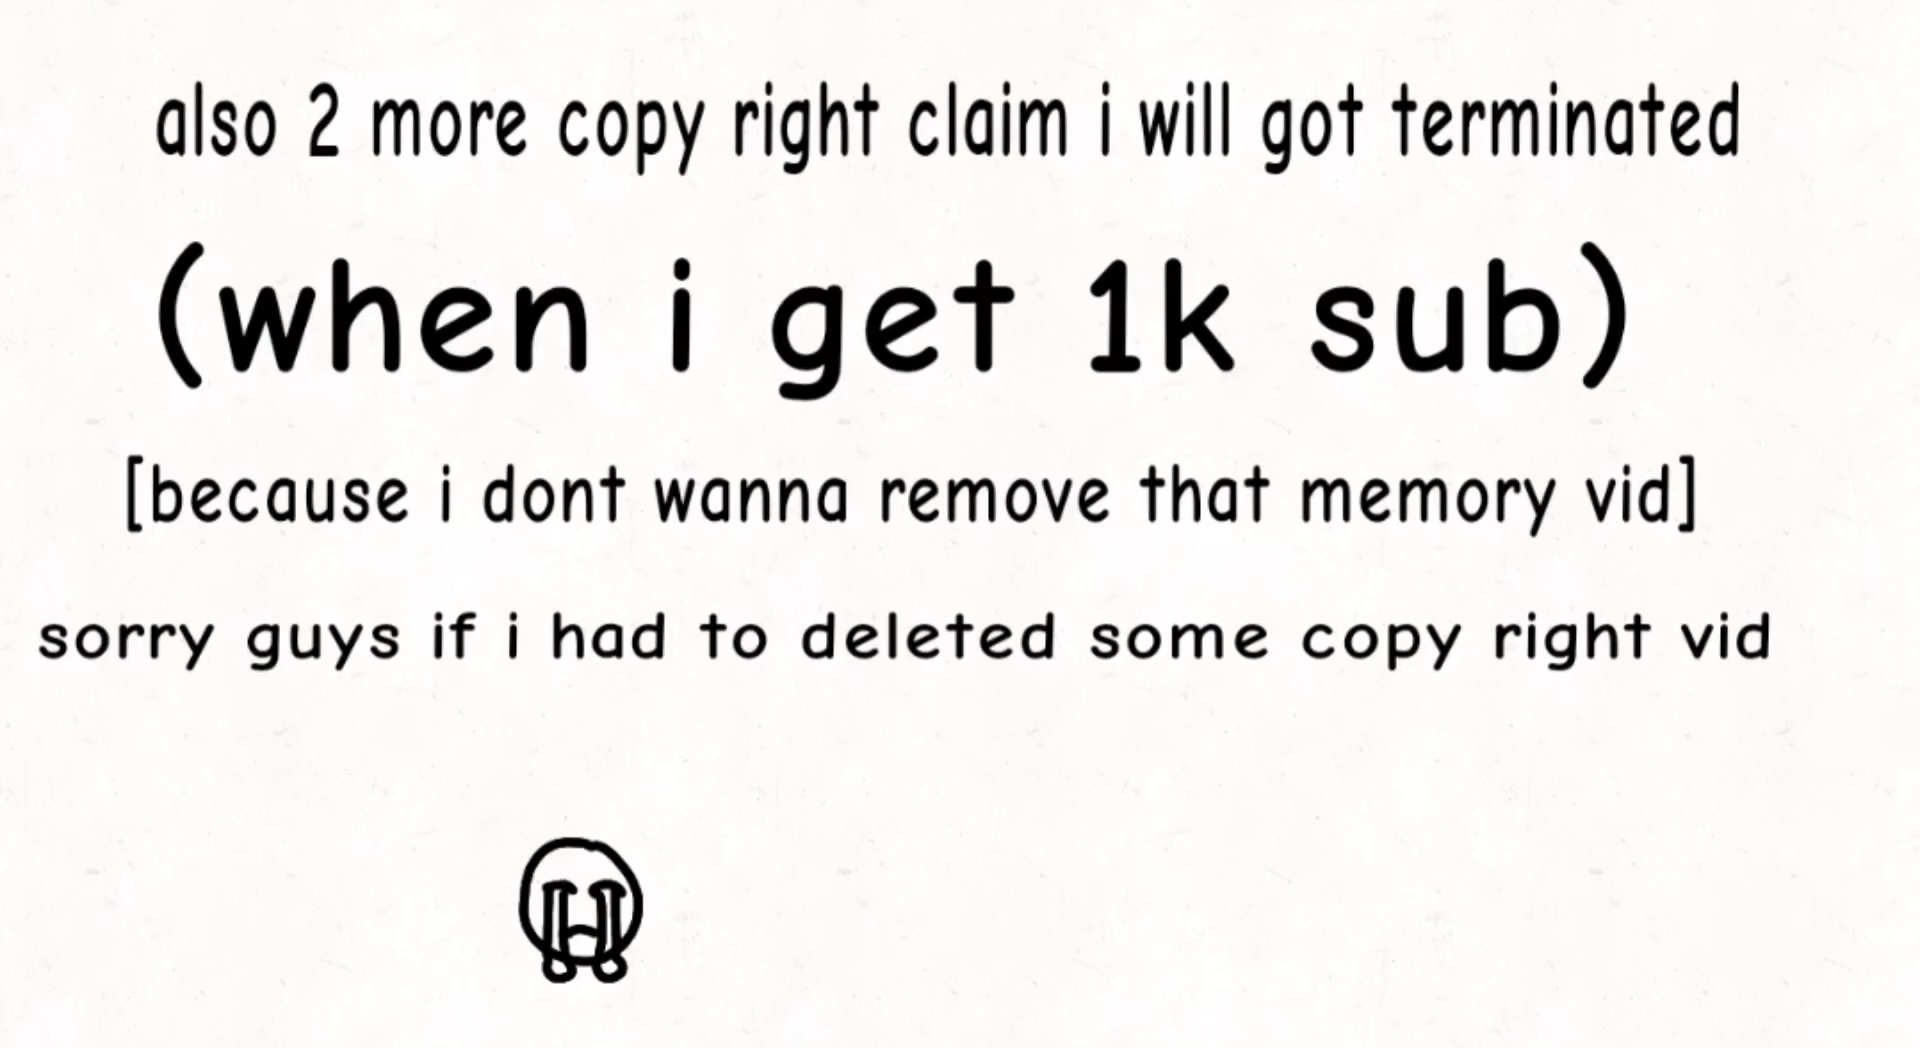 also 2 more copy right claim i will got terminated
(when i get 1k sub)
[because i dont wanna remove that memory vid]
sorry guys if i had to deleted some copy right vid